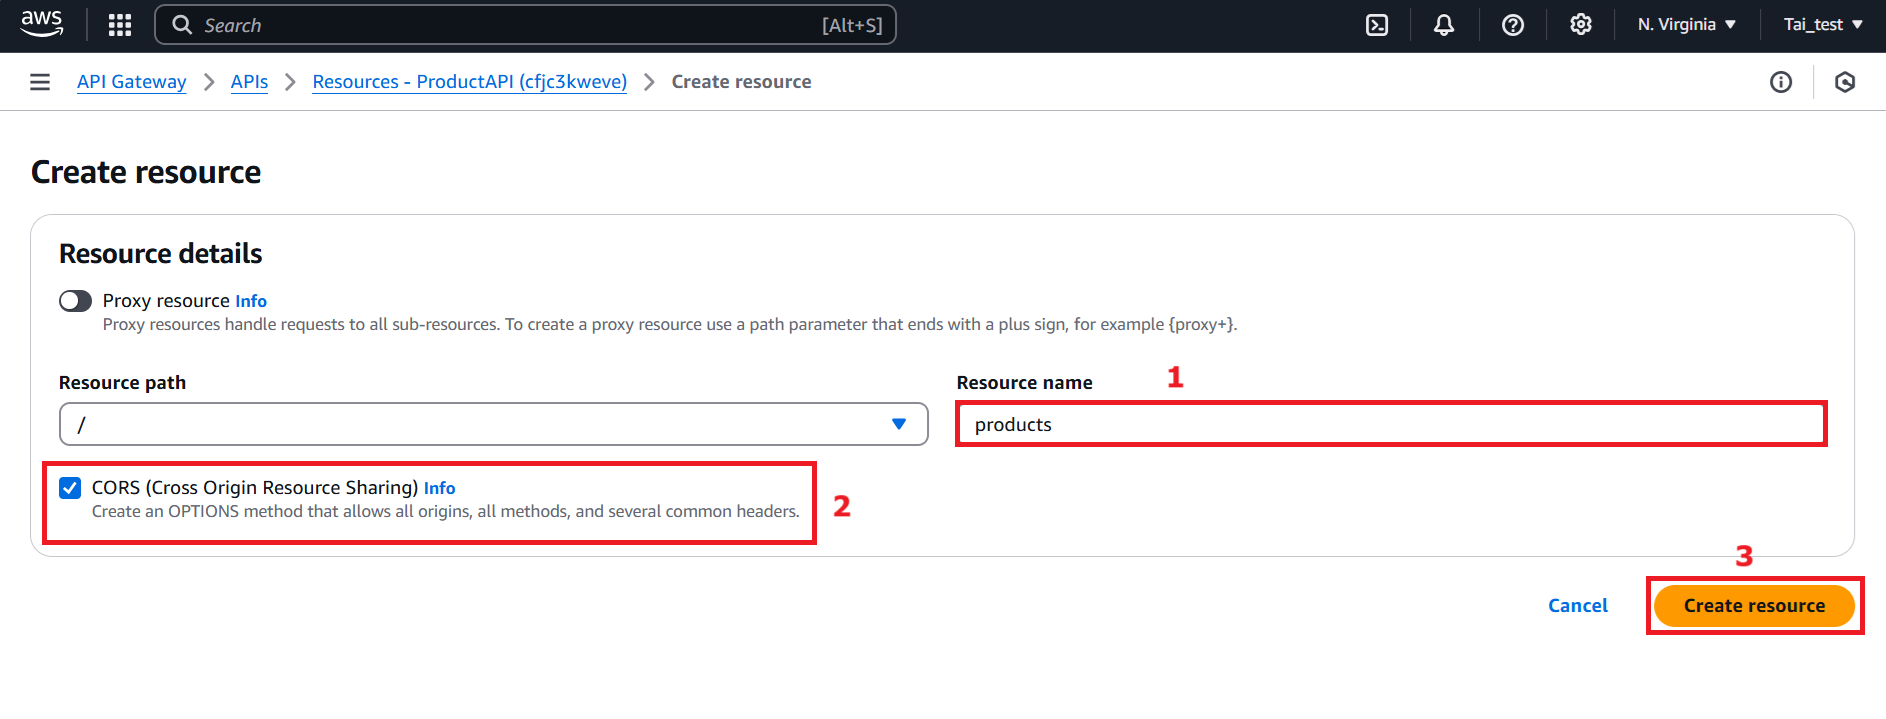 aws
Search [Alt+S]
N. Virginia
Tai_test
API Gateway > APIs > Resources - ProductAPI (cfjc3kweve) > Create resource
Create resource
Resource details
Proxy resource Info
Proxy resources handle requests to all sub-resources. To create a proxy resource use a path parameter that ends with a plus sign, for example {proxy+}.
Resource path
/
Resource name
1
products
CORS (Cross Origin Resource Sharing) Info
Create an OPTIONS method that allows all origins, all methods, and several common headers.
2
3
Cancel
Create resource